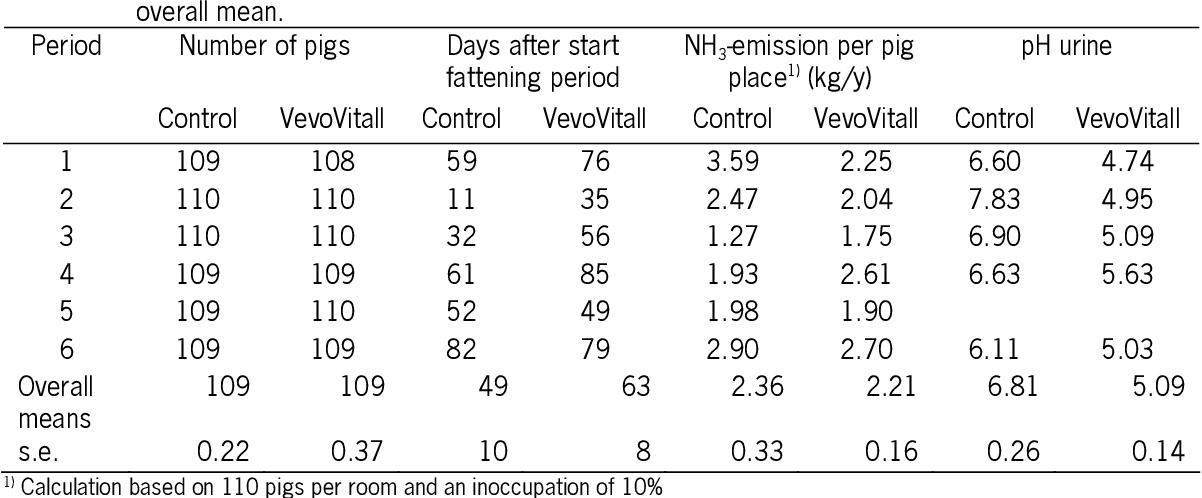 overall mean.
Period Number of pigs Days after start NH3-emission per pig pH urine
fattening period place1) (kg/y)
Control VevoVitall Control VevoVitall Control VevoVitall Control VevoVitall
1 109 108 59 76 3.59 2.25 6.60 4.74
2 110 110 11 35 2.47 2.04 7.83 4.95
3 110 110 32 56 1.27 1.75 6.90 5.09
4 109 109 61 85 1.93 2.61 6.63 5.63
5 109 110 52 49 1.98 1.90
6 109 109 82 79 2.90 2.70 6.11 5.03
Overall 109 109 49 63 2.36 2.21 6.81 5.09
means
s.e. 0.22 0.37 10 8 0.33 0.16 0.26 0.14
1) Calculation based on 110 pigs per room and an inoccupation of 10%